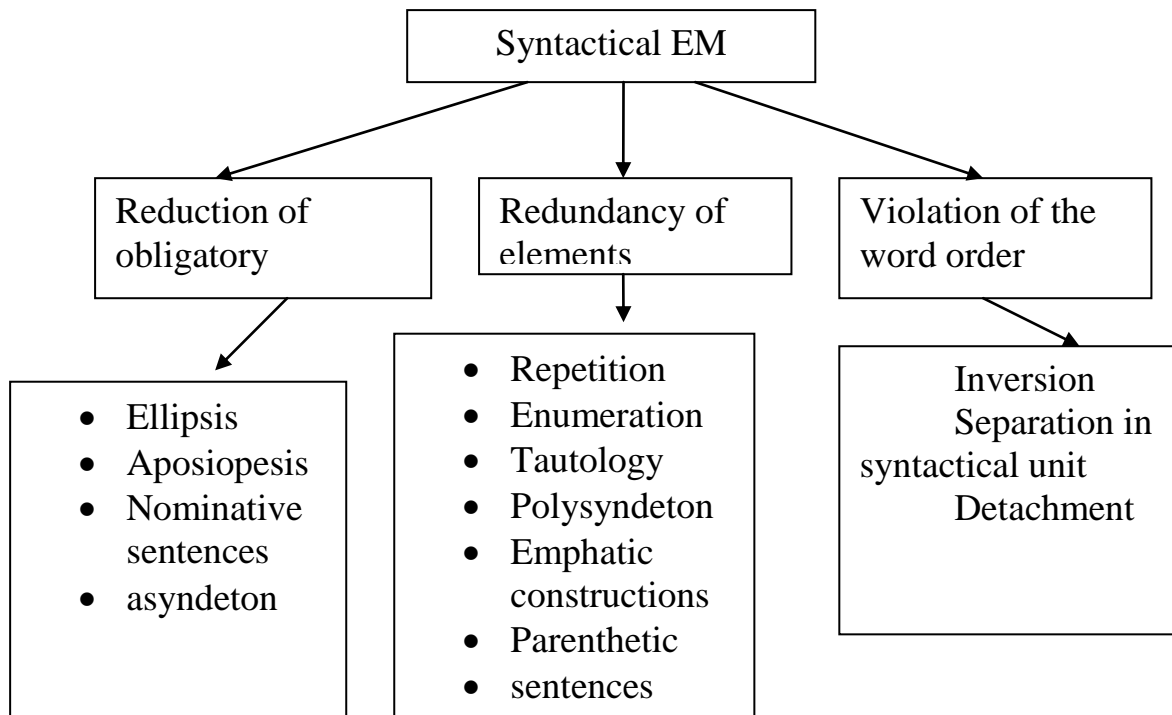 Syntactical EM
Reduction of
obligatory
Redundancy of
elements
Violation of the
word order
• Ellipsis
• Aposiopesis
• Nominative
sentences
• asyndeton
• Repetition
• Enumeration
• Tautology
• Polysyndeton
• Emphatic
constructions
• Parenthetic
• sentences
Inversion
Separation in
syntactical unit
Detachment